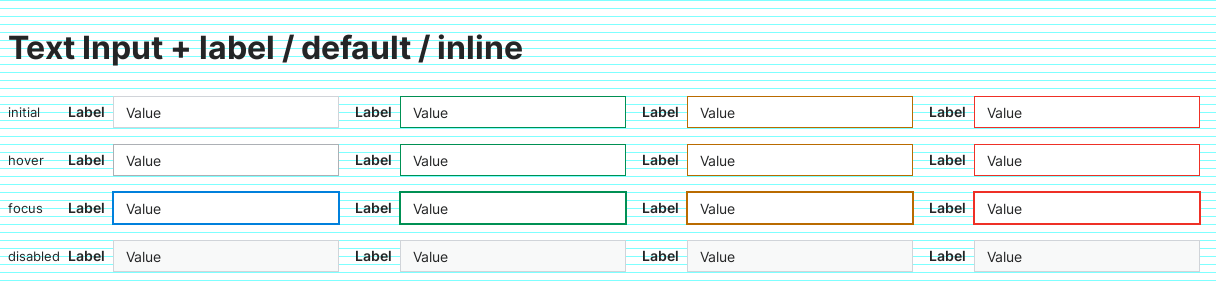 Text Input + label / default / inline
initial Label Value Label Value Label Value Label Value
hover Label Value Label Value Label Value Label Value
focus Label Value Label Value Label Value Label Value
disabled Label Value Label Value Label Value Label Value